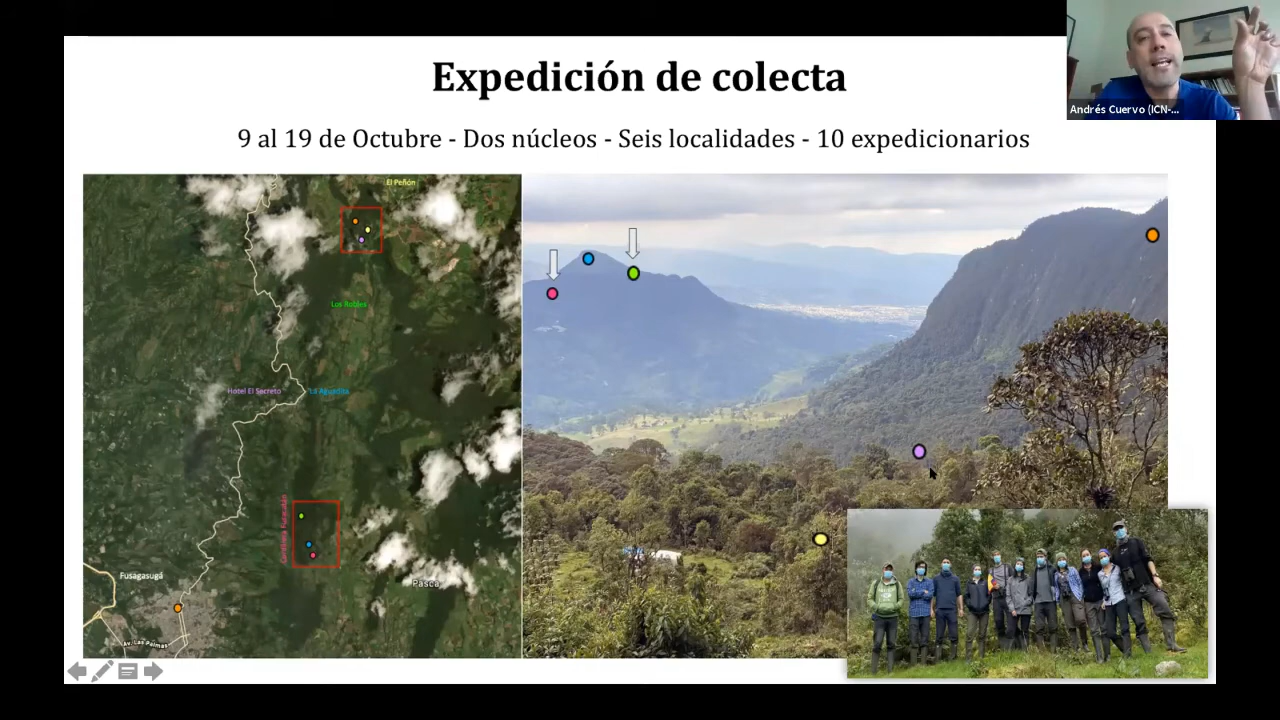 Expedición de colecta
9 al 19 de Octubre - Dos núcleos - Seis localidades - 10 expedicionarios
Andrés Cuervo (ICN-...
El Peñón
Los Robles
Hotel El Secreto
La Aguadita
Fusagasugá
Pasca
Av. Las Palmas